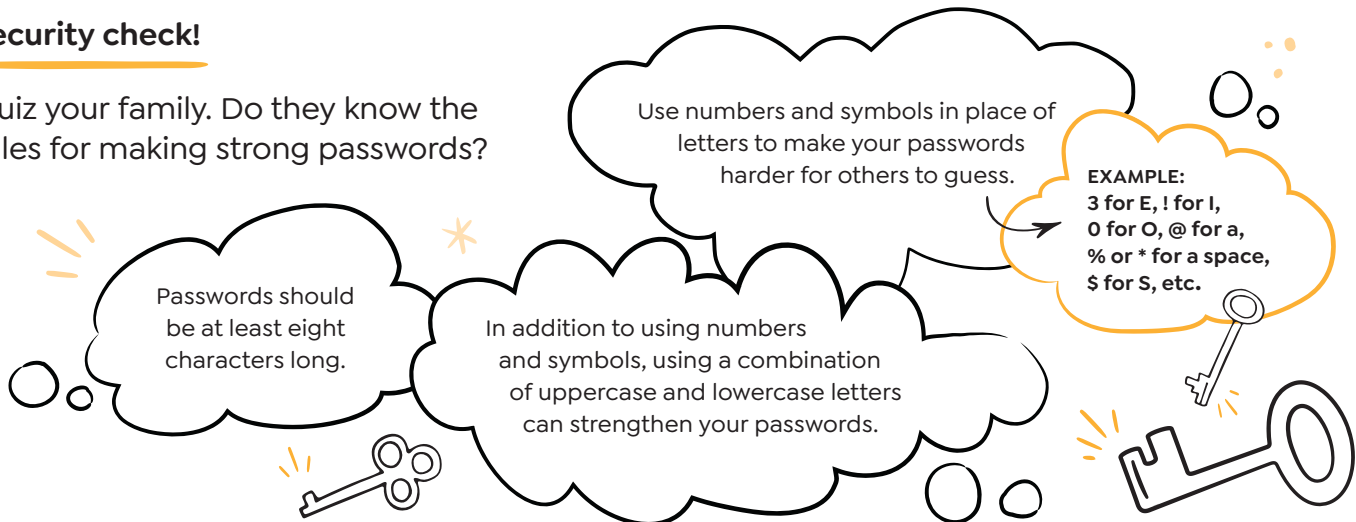 ecurity check!
uiz your family. Do they know the
les for making strong passwords?
Use numbers and symbols in place of
letters to make your passwords
harder for others to guess.
EXAMPLE:
3 for E, ! for I,
0 for O, @ for a,
% or * for a space,
$ for S, etc.
Passwords should
be at least eight
characters long.
In addition to using numbers
and symbols, using a combination
of uppercase and lowercase letters
can strengthen your passwords.